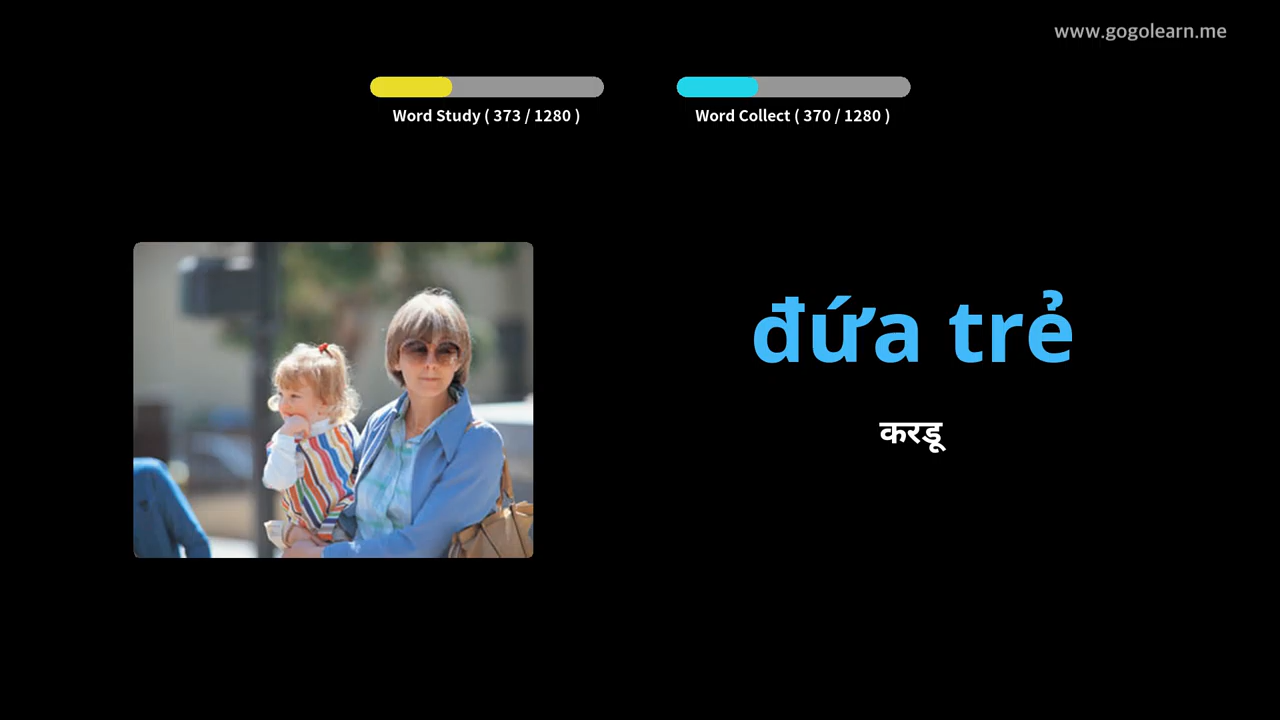 www.gogolearn.me
Word Study ( 373 / 1280 )
Word Collect ( 370 / 1280 )
đứa trẻ
करडू